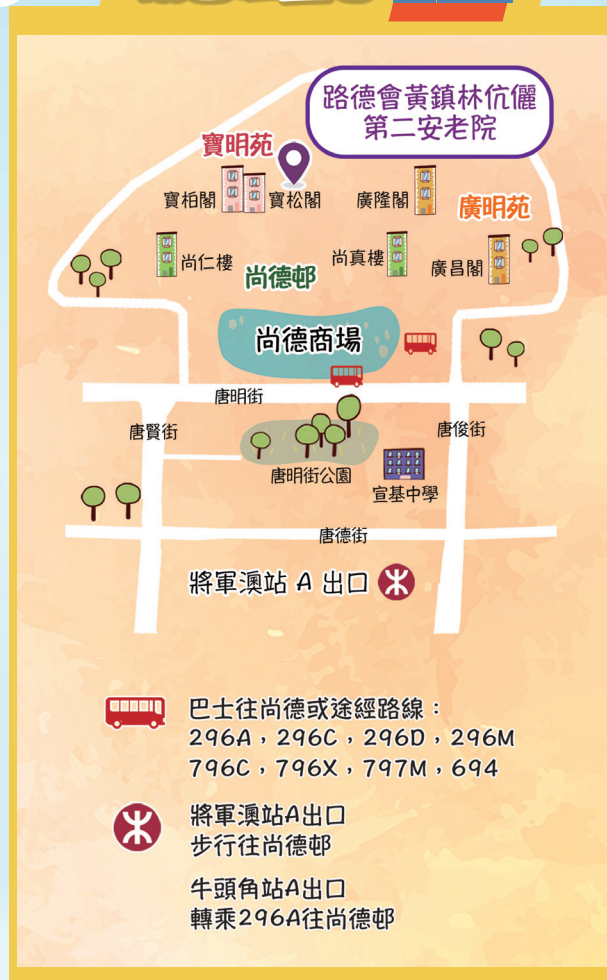 路德會黃鎮林伉儷
第二安老院
寶明苑
寶柏閣
寶松閣
廣隆閣
廣明苑
尚仁樓
尚德邨
尚真樓
廣昌閣
尚德商場
唐明街
唐賢街
唐俊街
唐明街公園
宣基中學
唐德街
將軍澳站 A 出口
巴士往尚德或途經路線：
296A，296C，296D，296M
796C，796X，797M，694
將軍澳站A出口
步行往尚德邨
牛頭角站A出口
轉乘296A往尚德邨